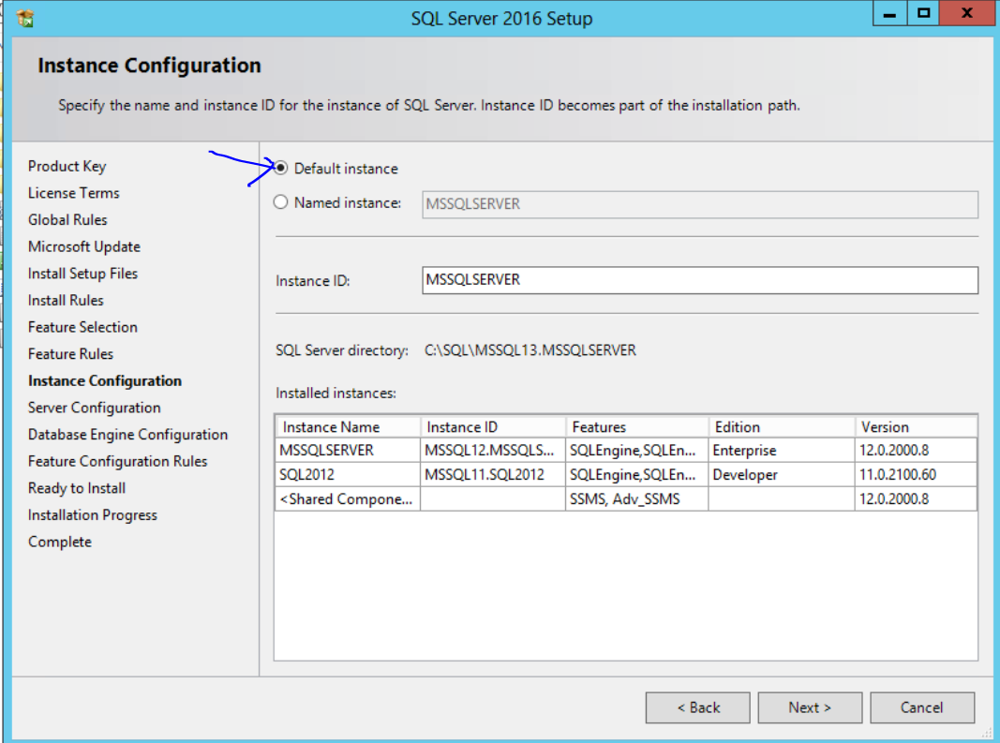 SQL Server 2016 Setup
Instance Configuration
Specify the name and instance ID for the instance of SQL Server. Instance ID becomes part of the installation path.
Product Key
License Terms
Global Rules
Microsoft Update
Install Setup Files
Install Rules
Feature Selection
Feature Rules
Instance Configuration
Server Configuration
Database Engine Configuration
Feature Configuration Rules
Ready to Install
Installation Progress
Complete
Default instance
Named instance: MSSQLSERVER
Instance ID: MSSQLSERVER
SQL Server directory: C:\SQL\MSSQL13.MSSQLSERVER
Installed instances:
Instance Name Instance ID Features Edition Version
MSSQLSERVER MSSQL12.MSSQLS... SQLEngine,SQLEn... Enterprise 12.0.2000.8
SQL2012 MSSQL11.SQL2012 SQLEngine,SQLEn... Developer 11.0.2100.60
<Shared Compone... SSMS, Adv_SSMS 12.0.2000.8
< Back Next > Cancel